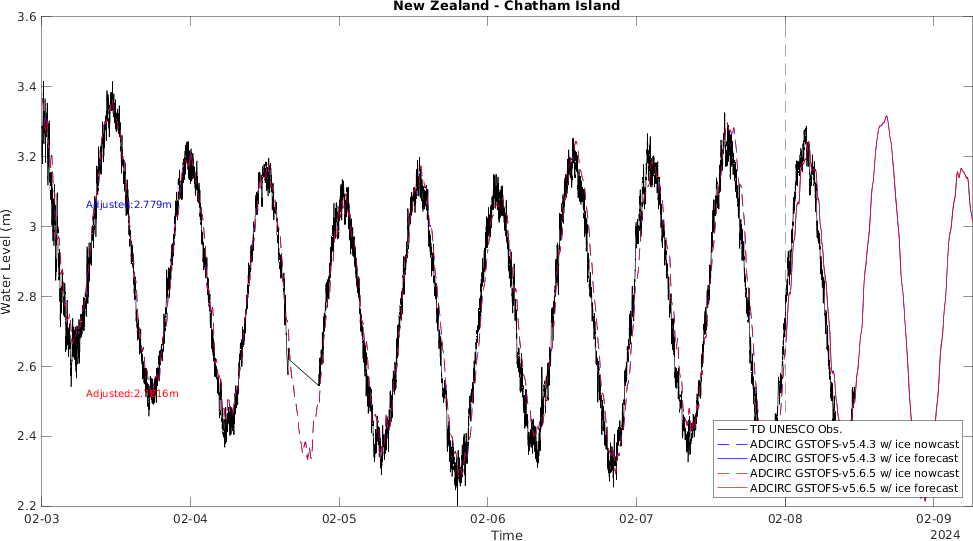 New Zealand - Chatham Island
3.6
3.4
3.2
3
2.8
2.6
2.4
2.2
Water Level (m)
Adjusted:2.779m
TD UNESCO Obs.
ADCIRC GSTOFS-v5.4.3 w/ ice nowcast
ADCIRC GSTOFS-v5.4.3 w/ ice forecast
ADCIRC GSTOFS-v5.6.5 w/ ice nowcast
ADCIRC GSTOFS-v5.6.5 w/ ice forecast
02-03
02-04
02-05
02-06
02-07
02-08
02-09
Time
2024